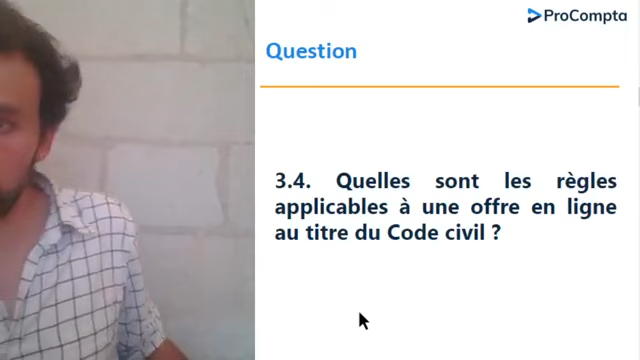 ProCompta
Question
3.4. Quelles sont les règles
applicables à une offre en ligne
au titre du Code civil ?